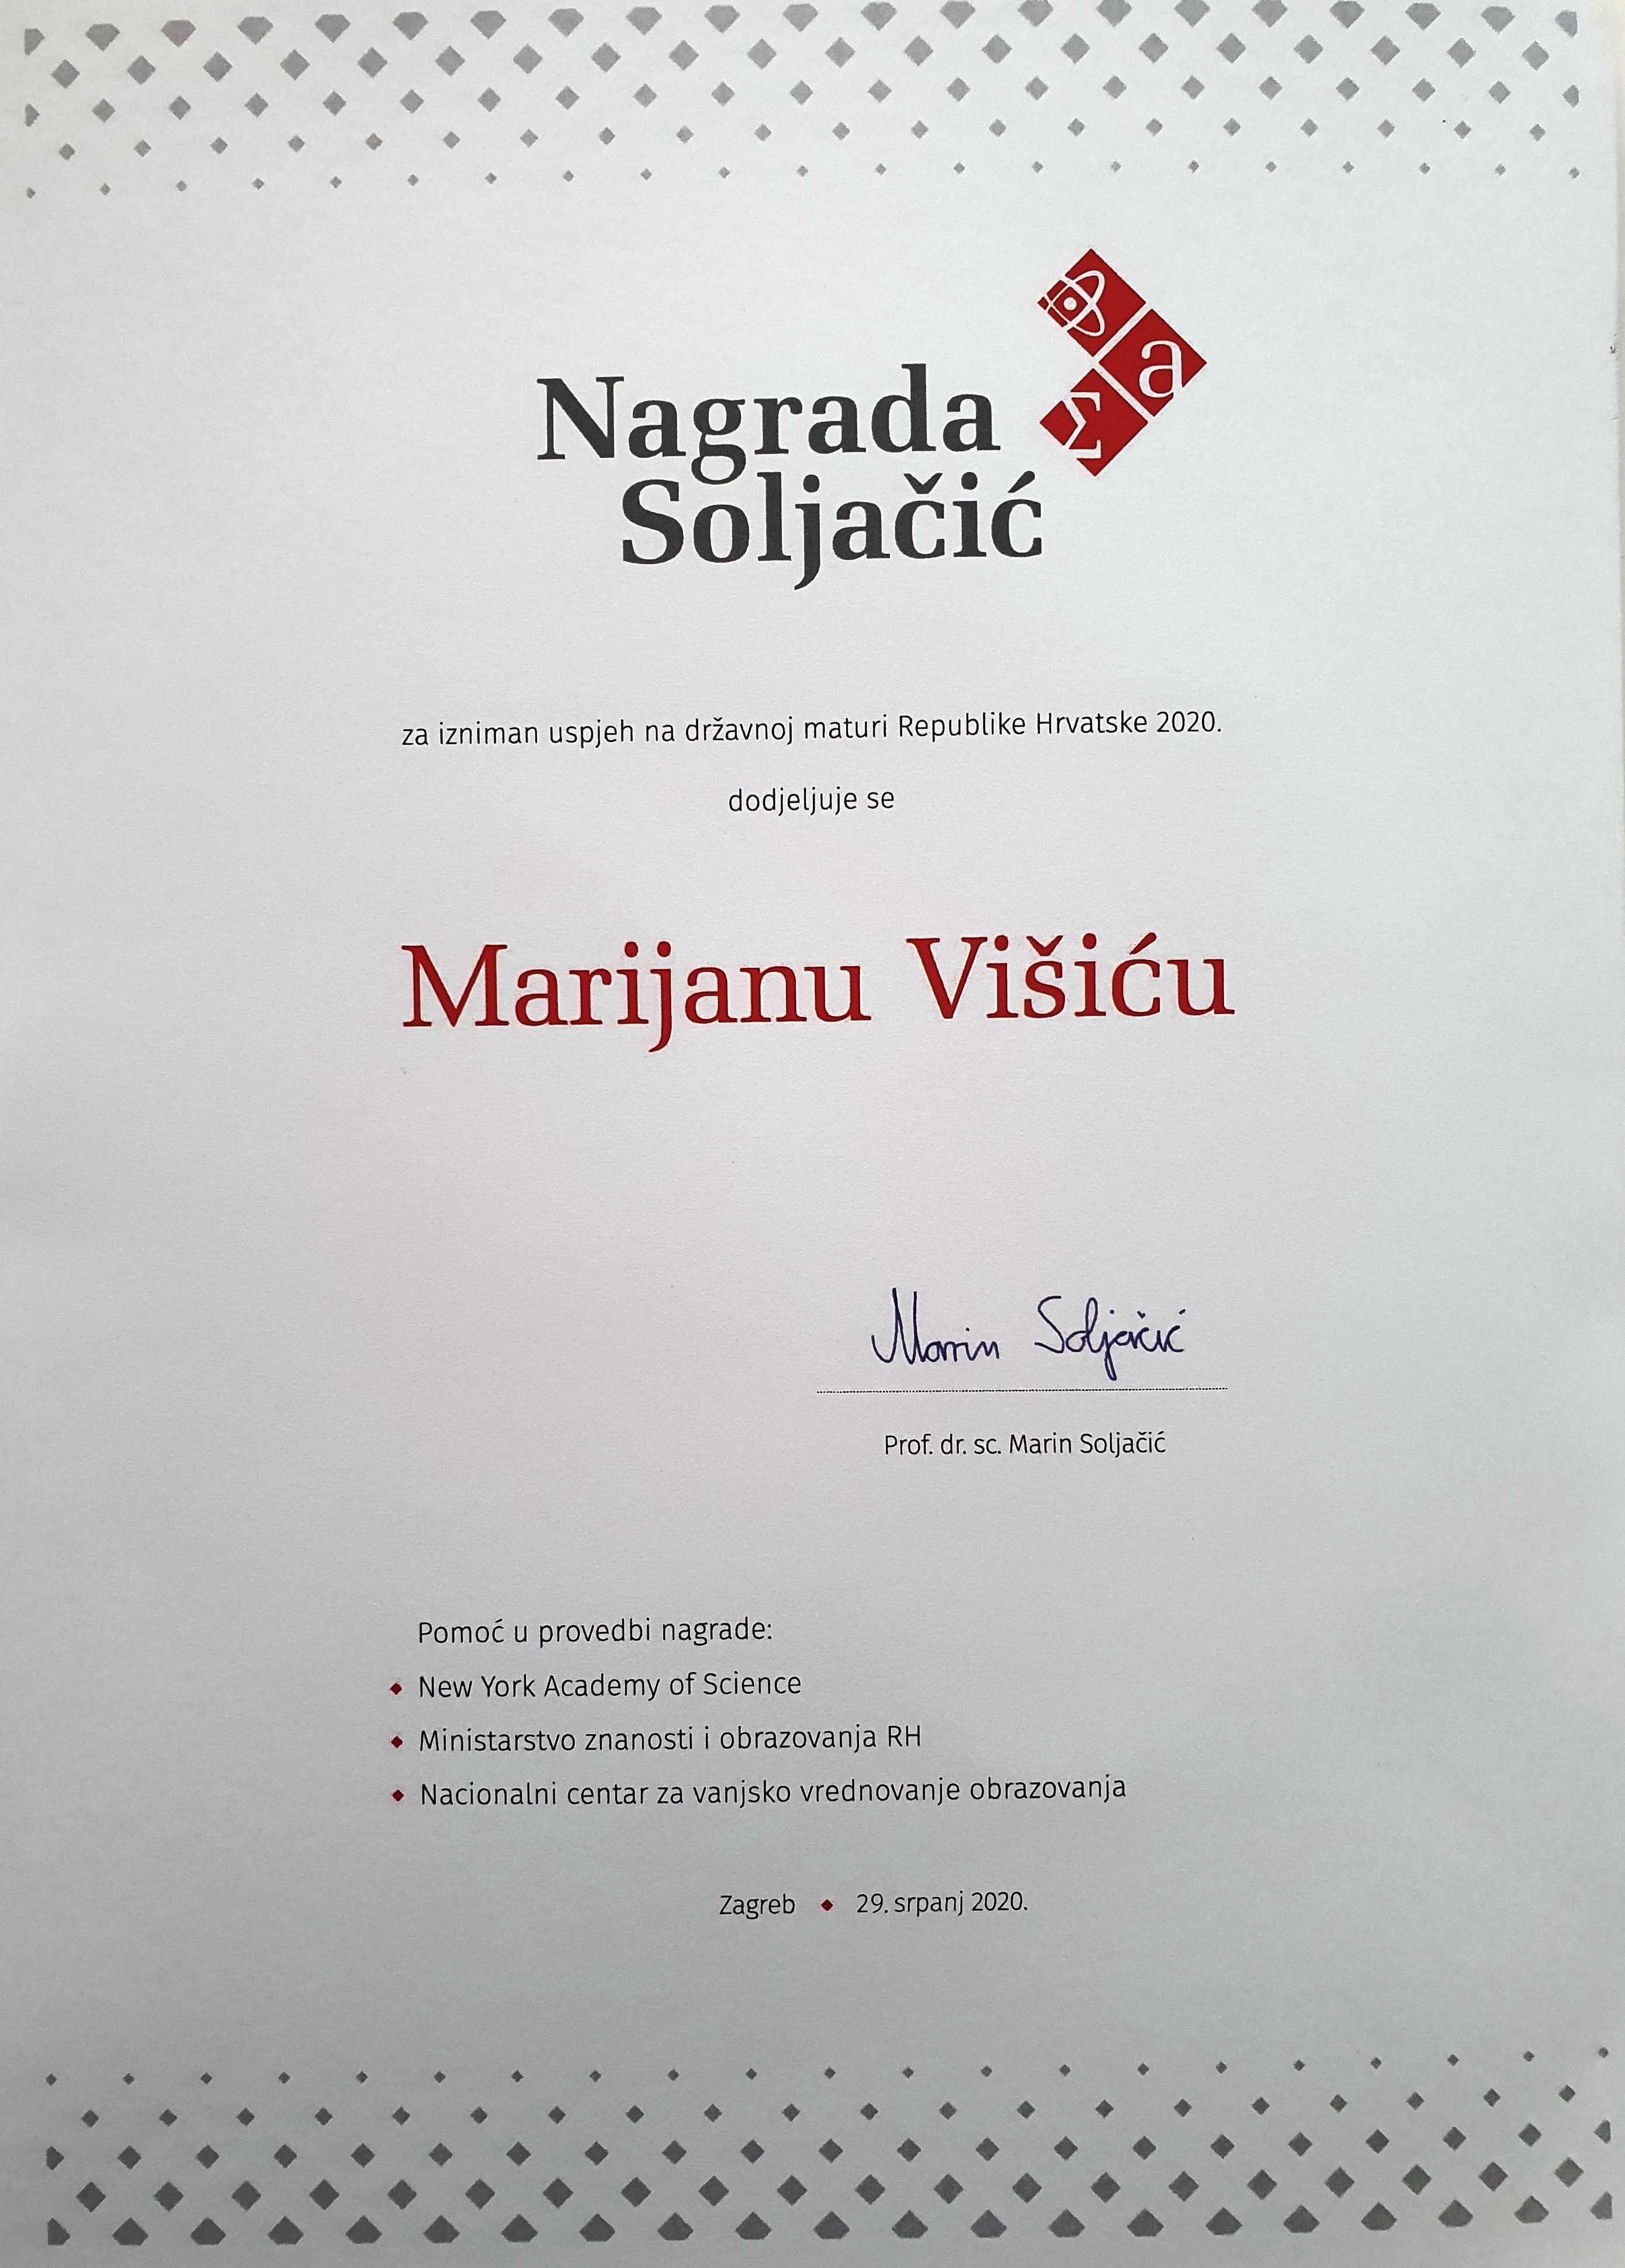 Nagrada
Soljačić
a
Σ
za izniman uspjeh na državnoj maturi Republike Hrvatske 2020.
dodjeljuje se
Marijanu Višiću
Marin Soljačić
Prof. dr. sc. Marin Soljačić
Pomoć u provedbi nagrade:
New York Academy of Science
Ministarstvo znanosti i obrazovanja RH
Nacionalni centar za vanjsko vrednovanje obrazovanja
Zagreb ◆ 29. srpanj 2020.